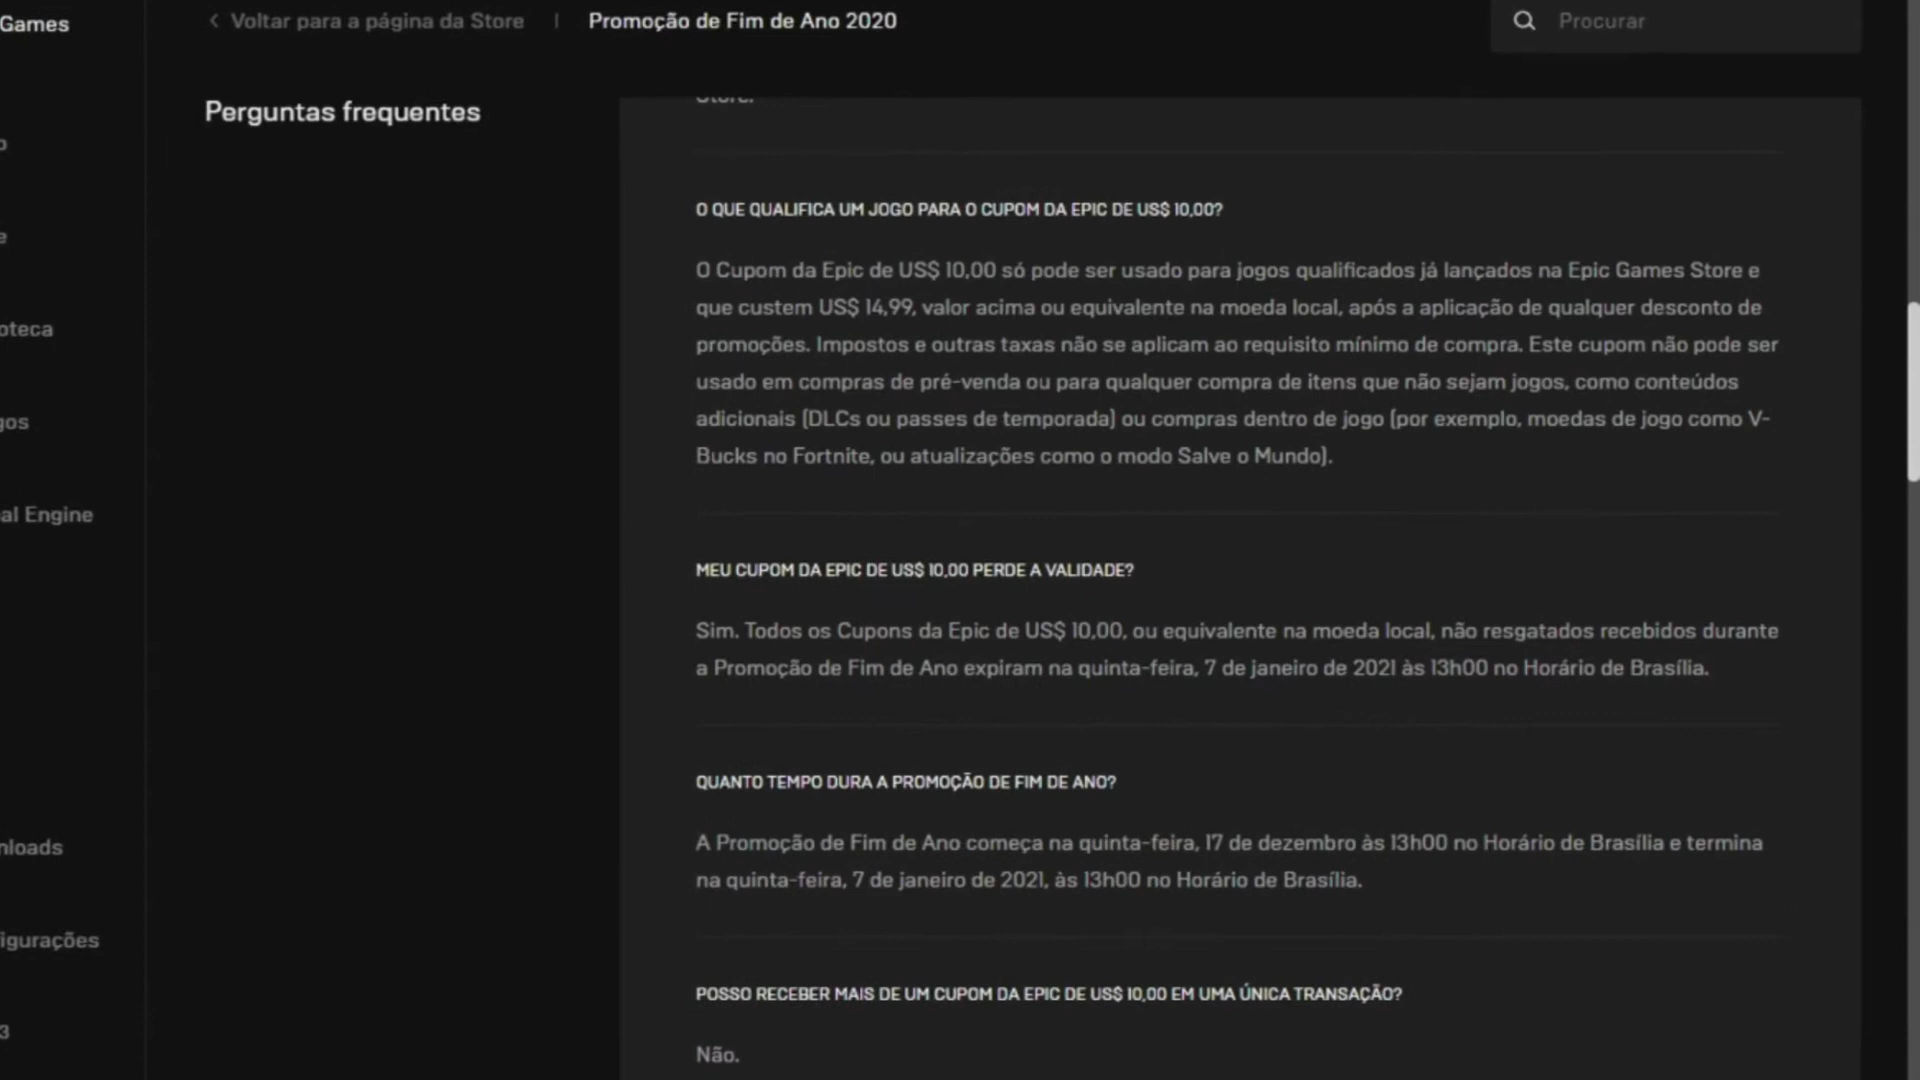 Games
Voltar para a página da Store | Promoção de Fim de Ano 2020
Procurar
Perguntas frequentes
Store.
O QUE QUALIFICA UM JOGO PARA O CUPOM DA EPIC DE US$ 10,00?
O Cupom da Epic de US$ 10,00 só pode ser usado para jogos qualificados já lançados na Epic Games Store e
que custem US$ 14,99, valor acima ou equivalente na moeda local, após a aplicação de qualquer desconto de
promoções. Impostos e outras taxas não se aplicam ao requisito mínimo de compra. Este cupom não pode ser
usado em compras de pré-venda ou para qualquer compra de itens que não sejam jogos, como conteúdos
adicionais (DLCs ou passes de temporada) ou compras dentro de jogo (por exemplo, moedas de jogo como V-
Bucks no Fortnite, ou atualizações como o modo Salve o Mundo).
MEU CUPOM DA EPIC DE US$ 10,00 PERDE A VALIDADE?
Sim. Todos os Cupons da Epic de US$ 10,00, ou equivalente na moeda local, não resgatados recebidos durante
a Promoção de Fim de Ano expiram na quinta-feira, 7 de janeiro de 2021 às 13h00 no Horário de Brasília.
QUANTO TEMPO DURA A PROMOÇÃO DE FIM DE ANO?
A Promoção de Fim de Ano começa na quinta-feira, 17 de dezembro às 13h00 no Horário de Brasília e termina
na quinta-feira, 7 de janeiro de 2021, às 13h00 no Horário de Brasília.
POSSO RECEBER MAIS DE UM CUPOM DA EPIC DE US$ 10,00 EM UMA ÚNICA TRANSAÇÃO?
Não.
o
e
oteca
gos
al Engine
nloads
igurações
3